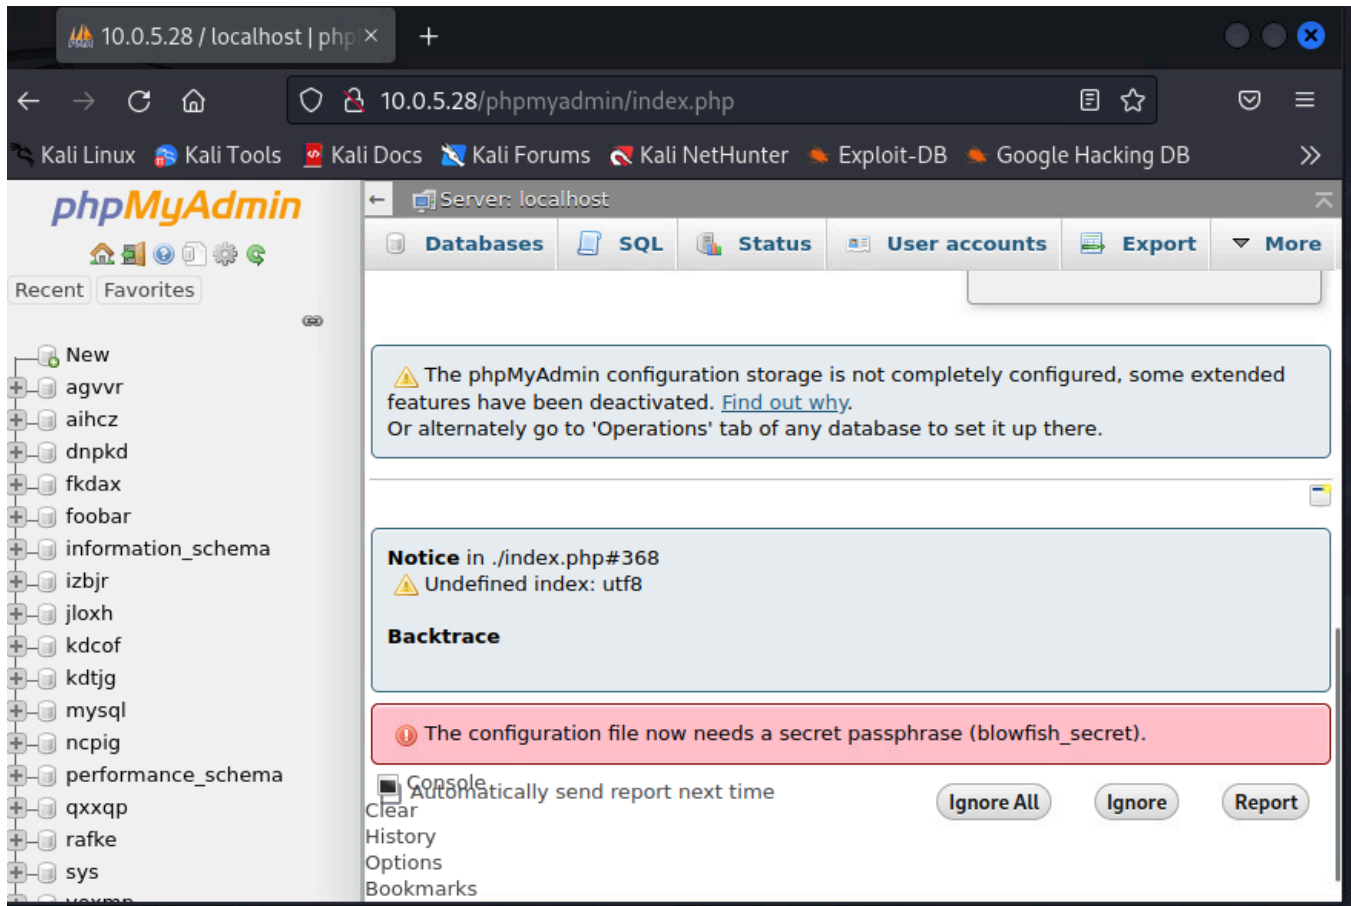 10.0.5.28 / localhost | php
10.0.5.28/phpmyadmin/index.php
Kali Linux Kali Tools Kali Docs Kali Forums Kali NetHunter Exploit-DB Google Hacking DB
phpMyAdmin
Recent Favorites
New
agvvr
aihcz
dnpkd
fkdax
foobar
information_schema
izbjr
jloxh
kdcof
kdtjg
mysql
ncpig
performance_schema
qxxqp
rafke
sys
Server: localhost
Databases SQL Status User accounts Export More
The phpMyAdmin configuration storage is not completely configured, some extended
features have been deactivated. Find out why.
Or alternately go to 'Operations' tab of any database to set it up there.
Notice in ./index.php#368
Undefined index: utf8
Backtrace
The configuration file now needs a secret passphrase (blowfish_secret).
Console
Automatically send report next time Ignore All Ignore Report
Clear
History
Options
Bookmarks